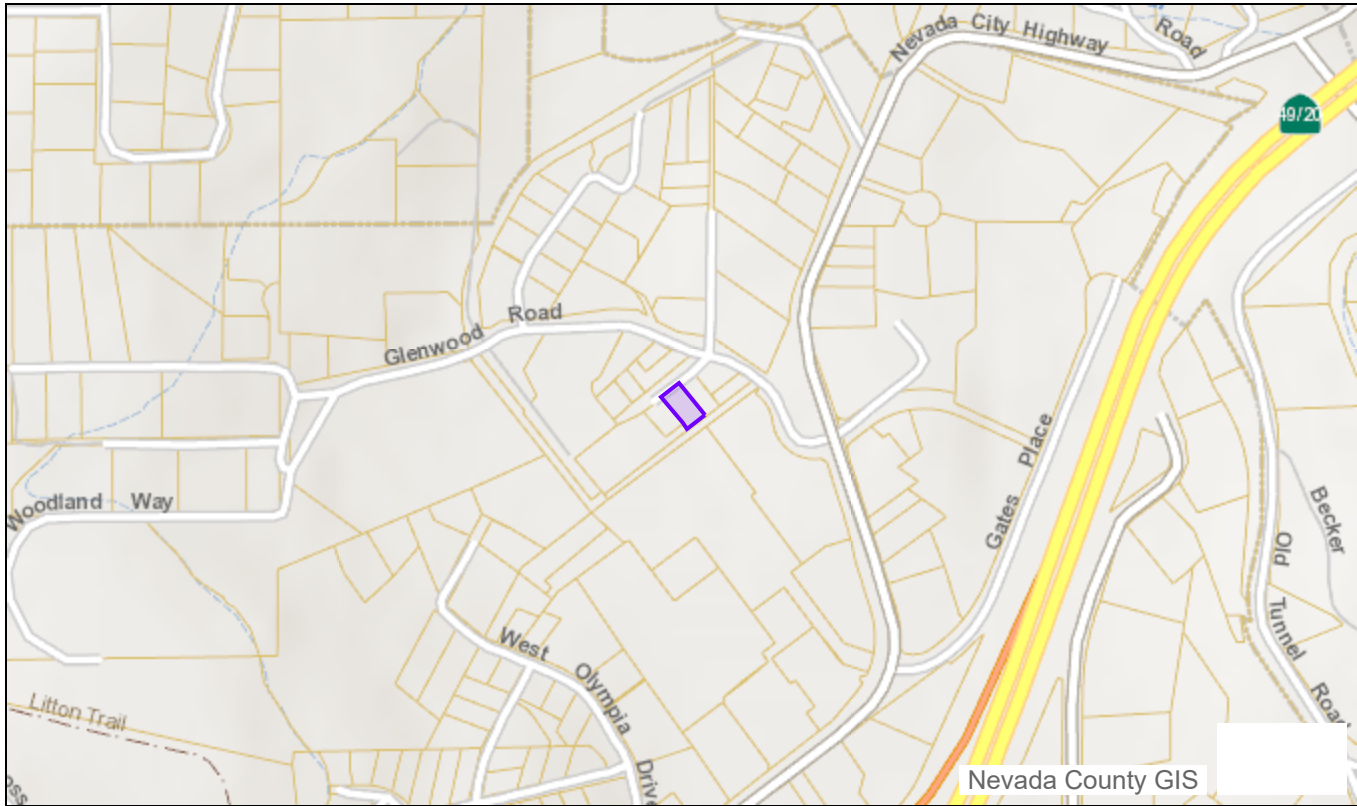 Nevada City Highway
Road
49/20
Glenwood Road
Gates Place
Woodland Way
Becker
Old Tunnel Road
West Olympia Drive
Litton Trail
oss
Nevada County GIS